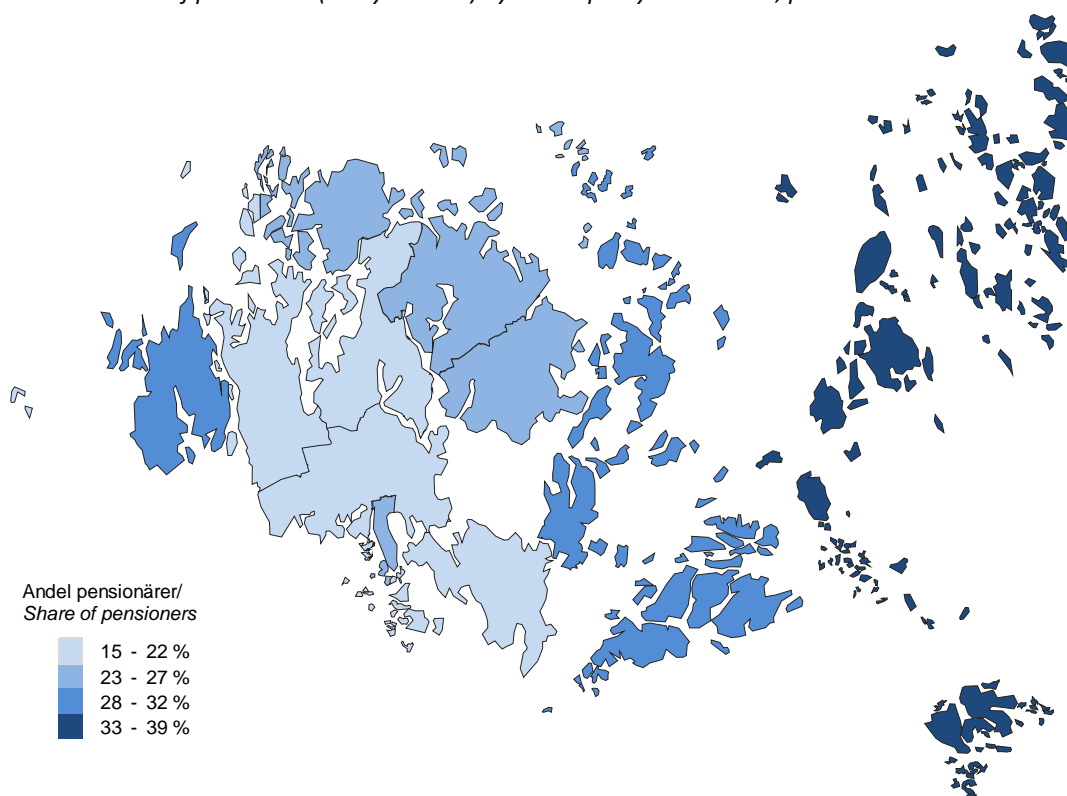 Andel pensionärer/
Share of pensioners
15 - 22 %
23 - 27 %
28 - 32 %
33 - 39 %